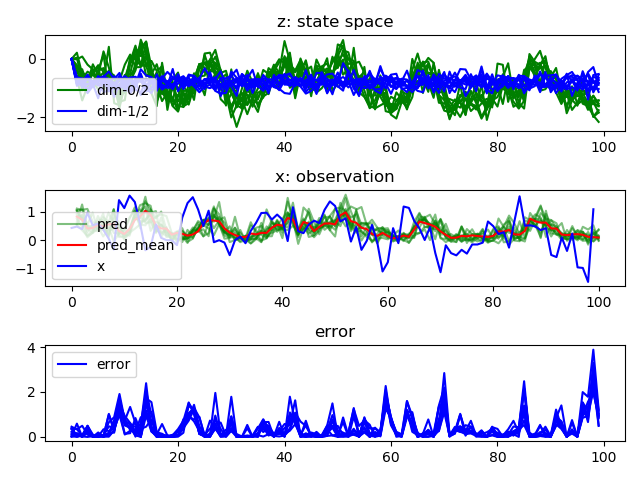 z: state space
0
−2
dim-0/2
dim-1/2
0 20 40 60 80 100
x: observation
1
0
−1
pred
pred_mean
x
0 20 40 60 80 100
error
4
2
0
error
0 20 40 60 80 100